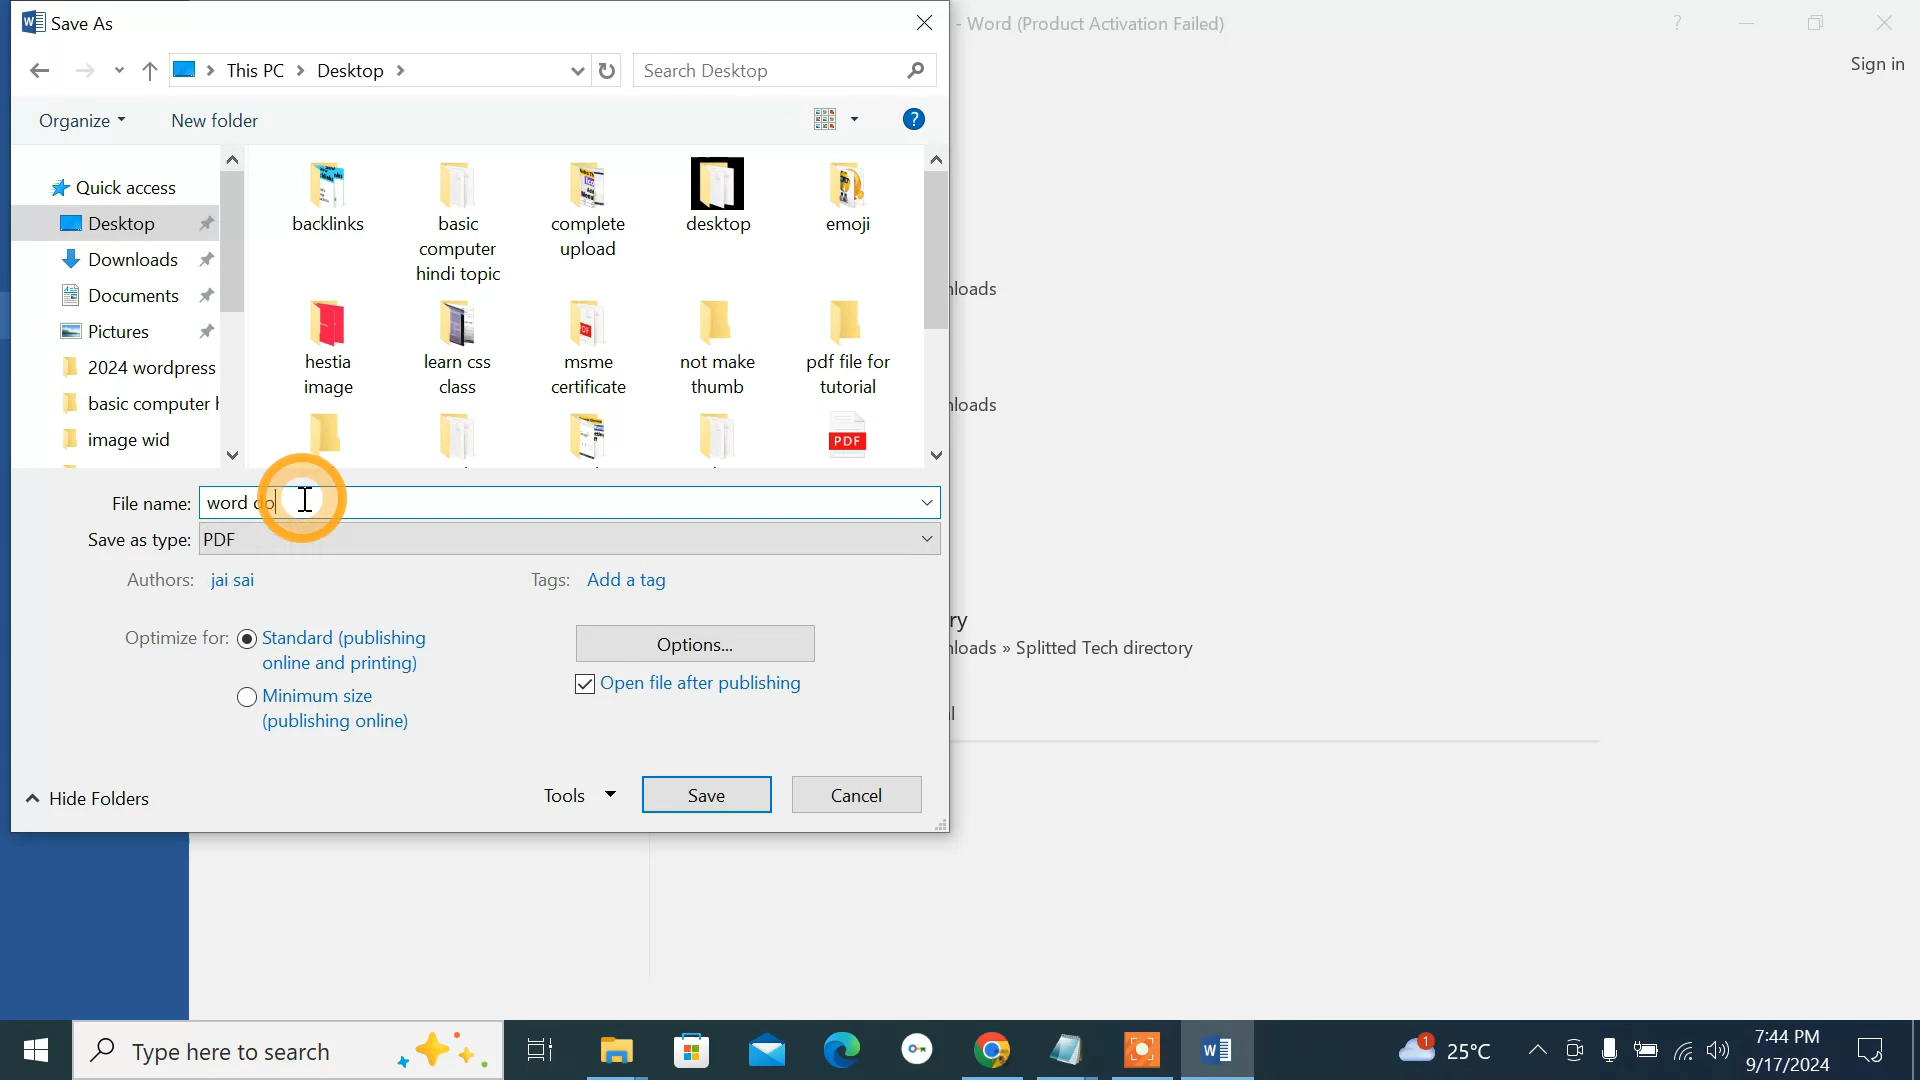 Save As
- Word (Product Activation Failed)
?
Sign in
This PC
Desktop
Search Desktop
Organize
New folder
?
Quick access
Desktop
Downloads
Documents
Pictures
2024 wordpress
basic computer h
image wid
backlinks
basic
computer
hindi topic
complete
upload
desktop
emoji
hestia
image
learn css
class
msme
certificate
not make
thumb
pdf file for
tutorial
PDF
nloads
nloads
ry
nloads » Splitted Tech directory
l
File name: word do
Save as type: PDF
Authors: jai sai
Tags: Add a tag
Optimize for: Standard (publishing
online and printing)
Minimum size
(publishing online)
Options...
Open file after publishing
Hide Folders
Tools
Save
Cancel
Type here to search
1
25°C
7:44 PM
9/17/2024